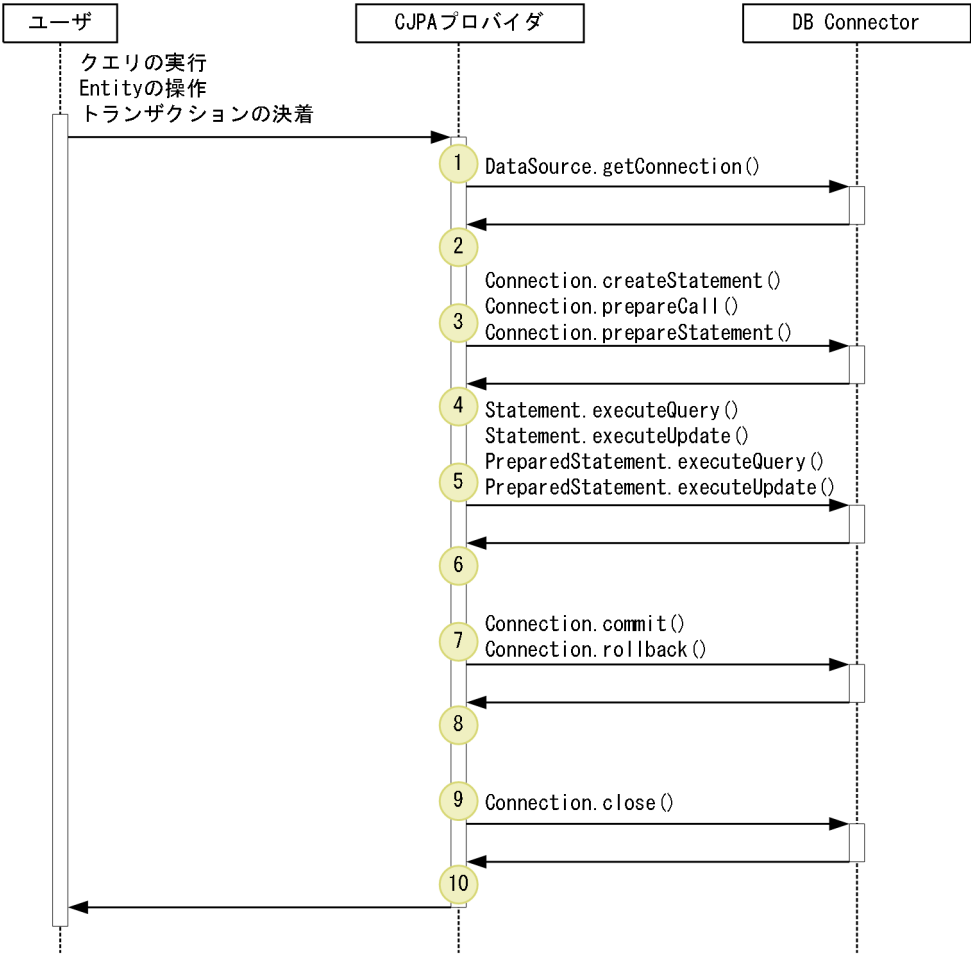 ユーザ
CJPAプロバイダ
DB Connector
クエリの実行
Entityの操作
トランザクションの決着
1
DataSource.getConnection()
2
Connection.createStatement()
Connection.prepareCall()
3
Connection.prepareStatement()
4
Statement.executeQuery()
Statement.executeUpdate()
PreparedStatement.executeQuery()
5
PreparedStatement.executeUpdate()
6
Connection.commit()
7
Connection.rollback()
8
9
Connection.close()
10